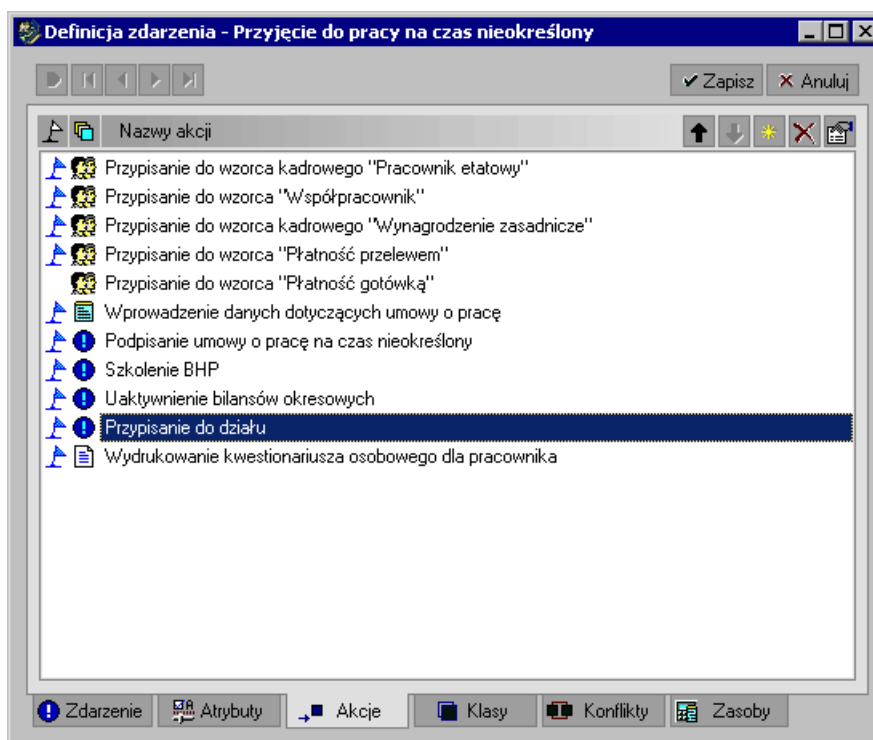 Definicja zdarzenia - Przyjęcie do pracy na czas nieokreślony
Zapisz Anuluj
Nazwy akcji
Przypisanie do wzorca kadrowego "Pracownik etatowy"
Przypisanie do wzorca "Współpracownik"
Przypisanie do wzorca kadrowego "Wynagrodzenie zasadnicze"
Przypisanie do wzorca "Płatność przelewem"
Przypisanie do wzorca "Płatność gotówką"
Wprowadzenie danych dotyczących umowy o pracę
Podpisanie umowy o pracę na czas nieokreślony
Szkolenie BHP
Uaktywnienie bilansów okresowych
Przypisanie do działu
Wydrukowanie kwestionariusza osobowego dla pracownika
Zdarzenie Atrybuty Akcje Klasy Konflikty Zasoby